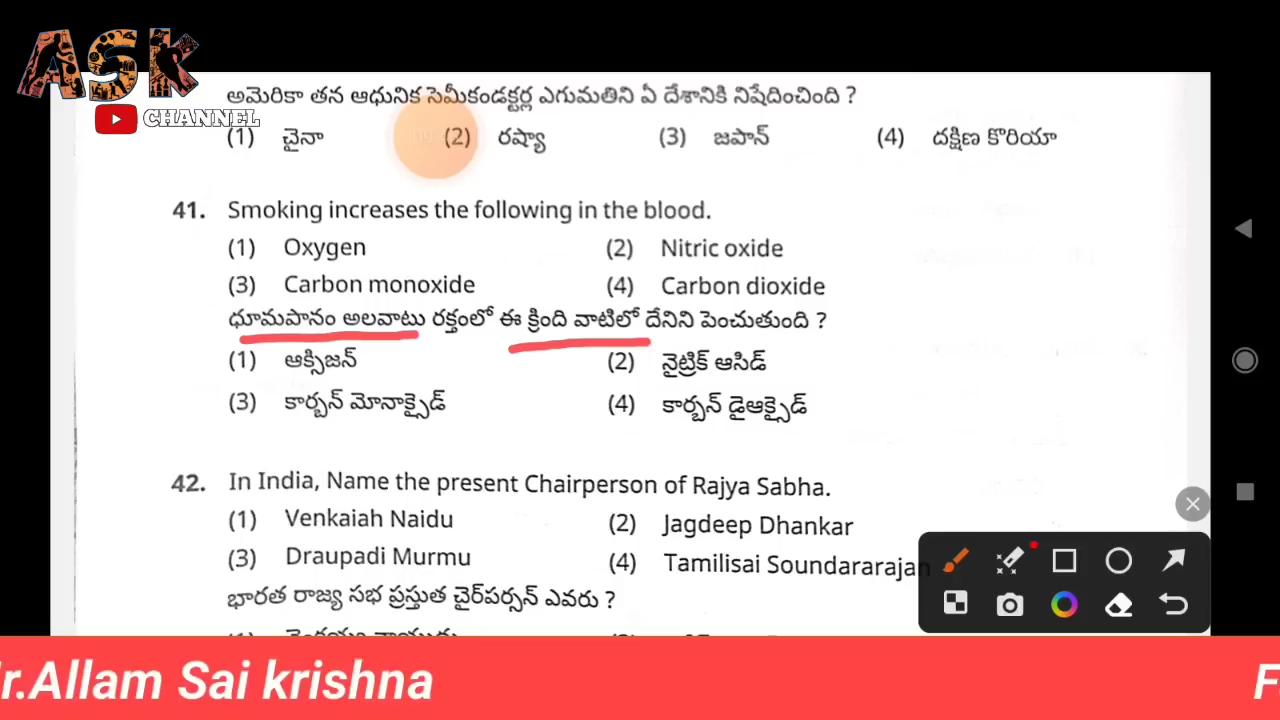 ASK
CHANNEL
అమెరికా తన ఆధునిక సెమీకండక్టర్ల ఎగుమతిని ఏ దేశానికి నిషేదించింది ?
(1) చైనా (2) రష్యా (3) జపాన్ (4) దక్షిణ కొరియా
41. Smoking increases the following in the blood.
(1) Oxygen (2) Nitric oxide
(3) Carbon monoxide (4) Carbon dioxide
ధూమపానం అలవాటు రక్తంలో ఈ క్రింది వాటిలో దేనిని పెంచుతుంది ?
(1) ఆక్సిజన్ (2) నైట్రిక్ ఆసిడ్
(3) కార్బన్ మోనాక్సైడ్ (4) కార్బన్ డైఆక్సైడ్
42. In India, Name the present Chairperson of Rajya Sabha.
(1) Venkaiah Naidu (2) Jagdeep Dhankar
(3) Draupadi Murmu (4) Tamilisai Soundararajan
భారత రాజ్య సభ ప్రస్తుత చైర్‌పర్సన్ ఎవరు ?
r.Allam Sai krishna